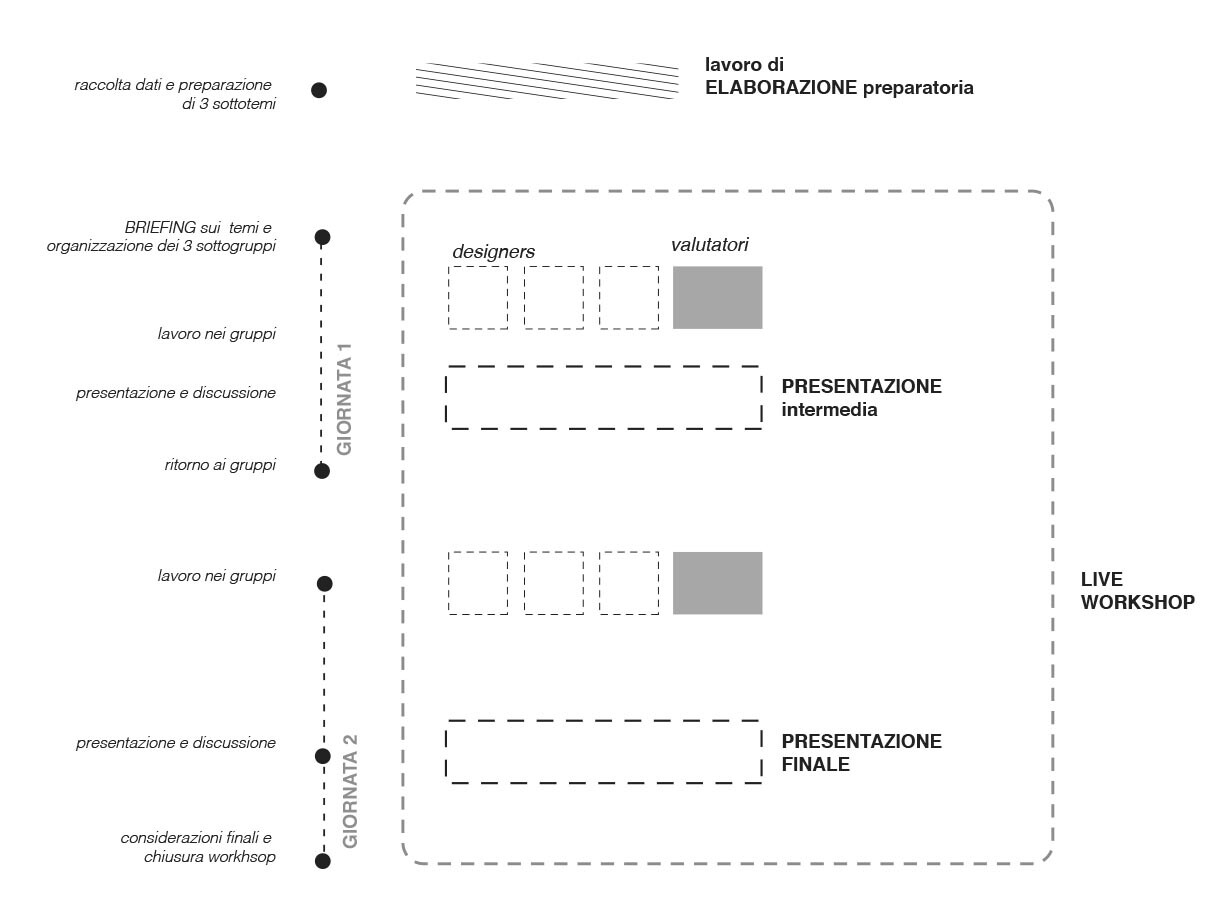 raccolta dati e preparazione
di 3 sottotemi
lavoro di
ELABORAZIONE preparatoria
BRIEFING sui temi e
organizzazione dei 3 sottogruppi
designers
valutatori
lavoro nei gruppi
GIORNATA 1
presentazione e discussione
PRESENTAZIONE
intermedia
ritorno ai gruppi
lavoro nei gruppi
LIVE
WORKSHOP
GIORNATA 2
presentazione e discussione
PRESENTAZIONE
FINALE
considerazioni finali e
chiusura workhsop